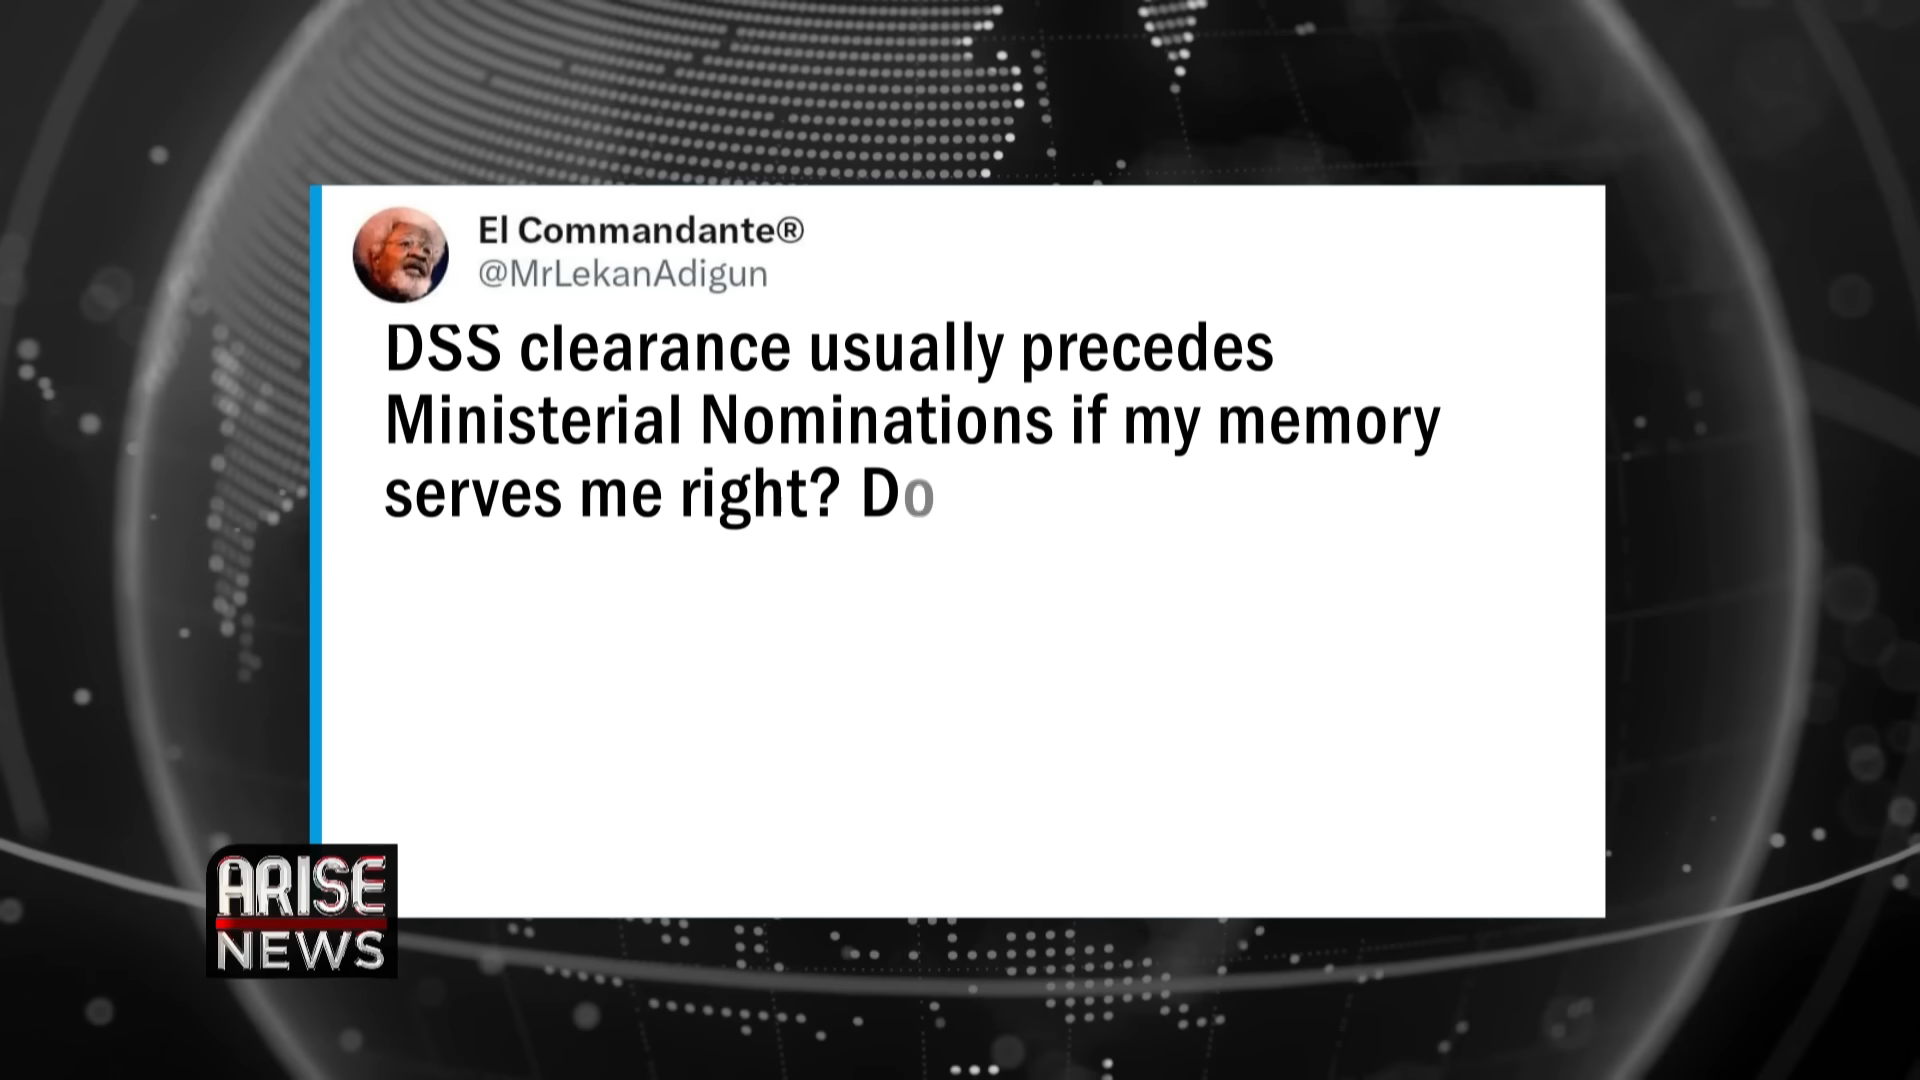 El Commandante®
@MrLekanAdigun
DSS clearance usually precedes
Ministerial Nominations if my memory
serves me right? Do
ARISE
NEWS